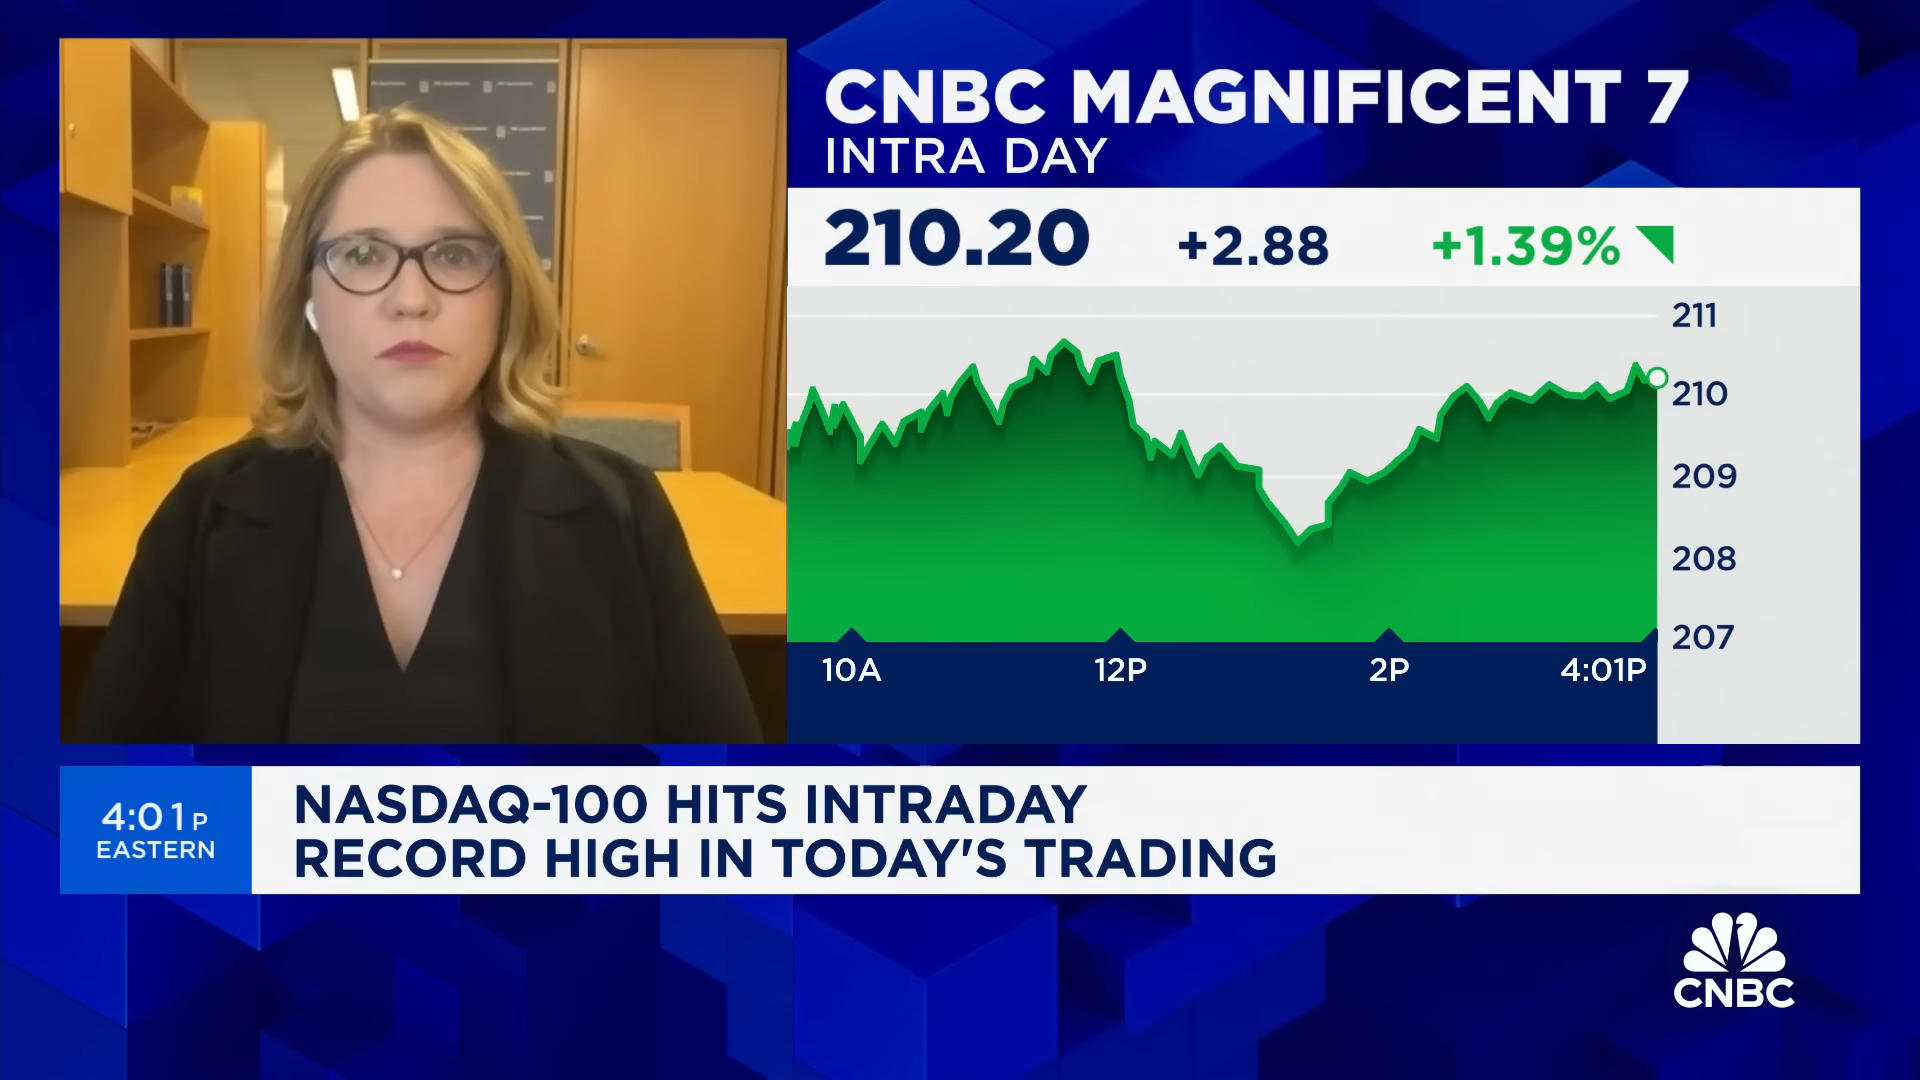 CNBC MAGNIFICENT 7
INTRA DAY
210.20 +2.88 +1.39%
211
210
209
208
207
10A 12P 2P 4:01P
4:01P
EASTERN
NASDAQ-100 HITS INTRADAY
RECORD HIGH IN TODAY'S TRADING
CNBC